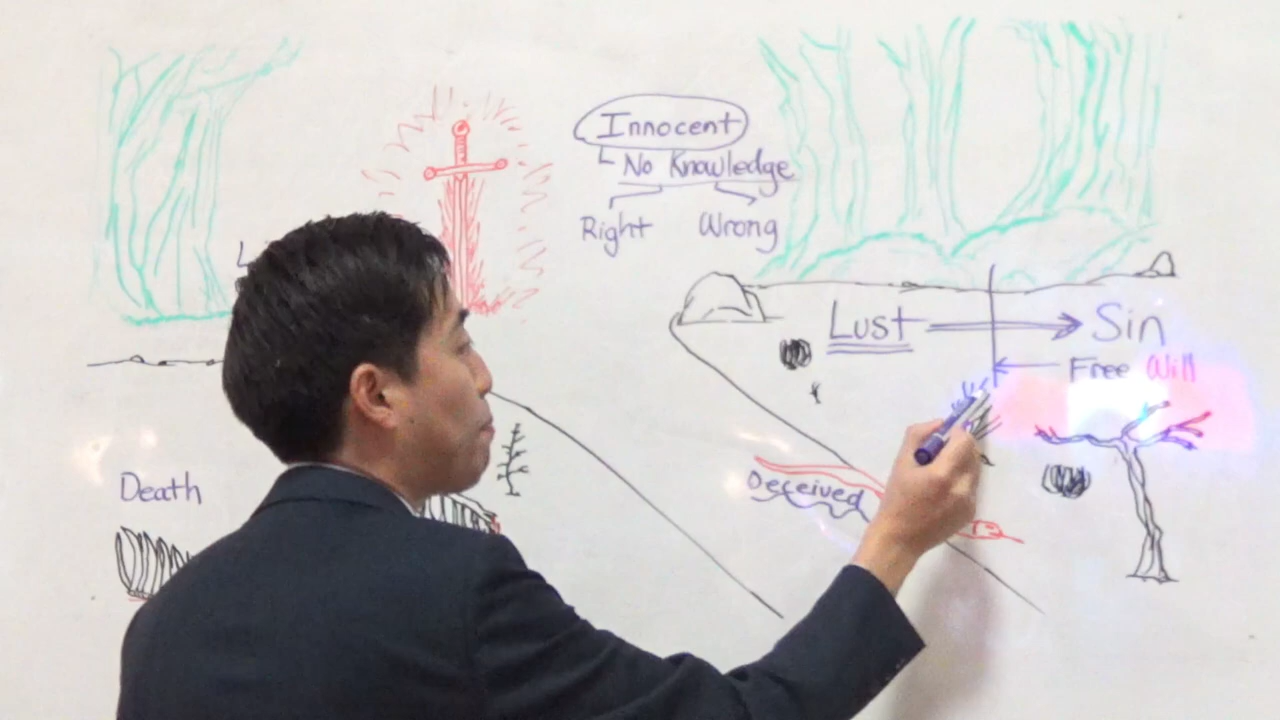 Innocent
No Knowledge
Right Wrong
Lust Sin
Free Will
Deceived
Death